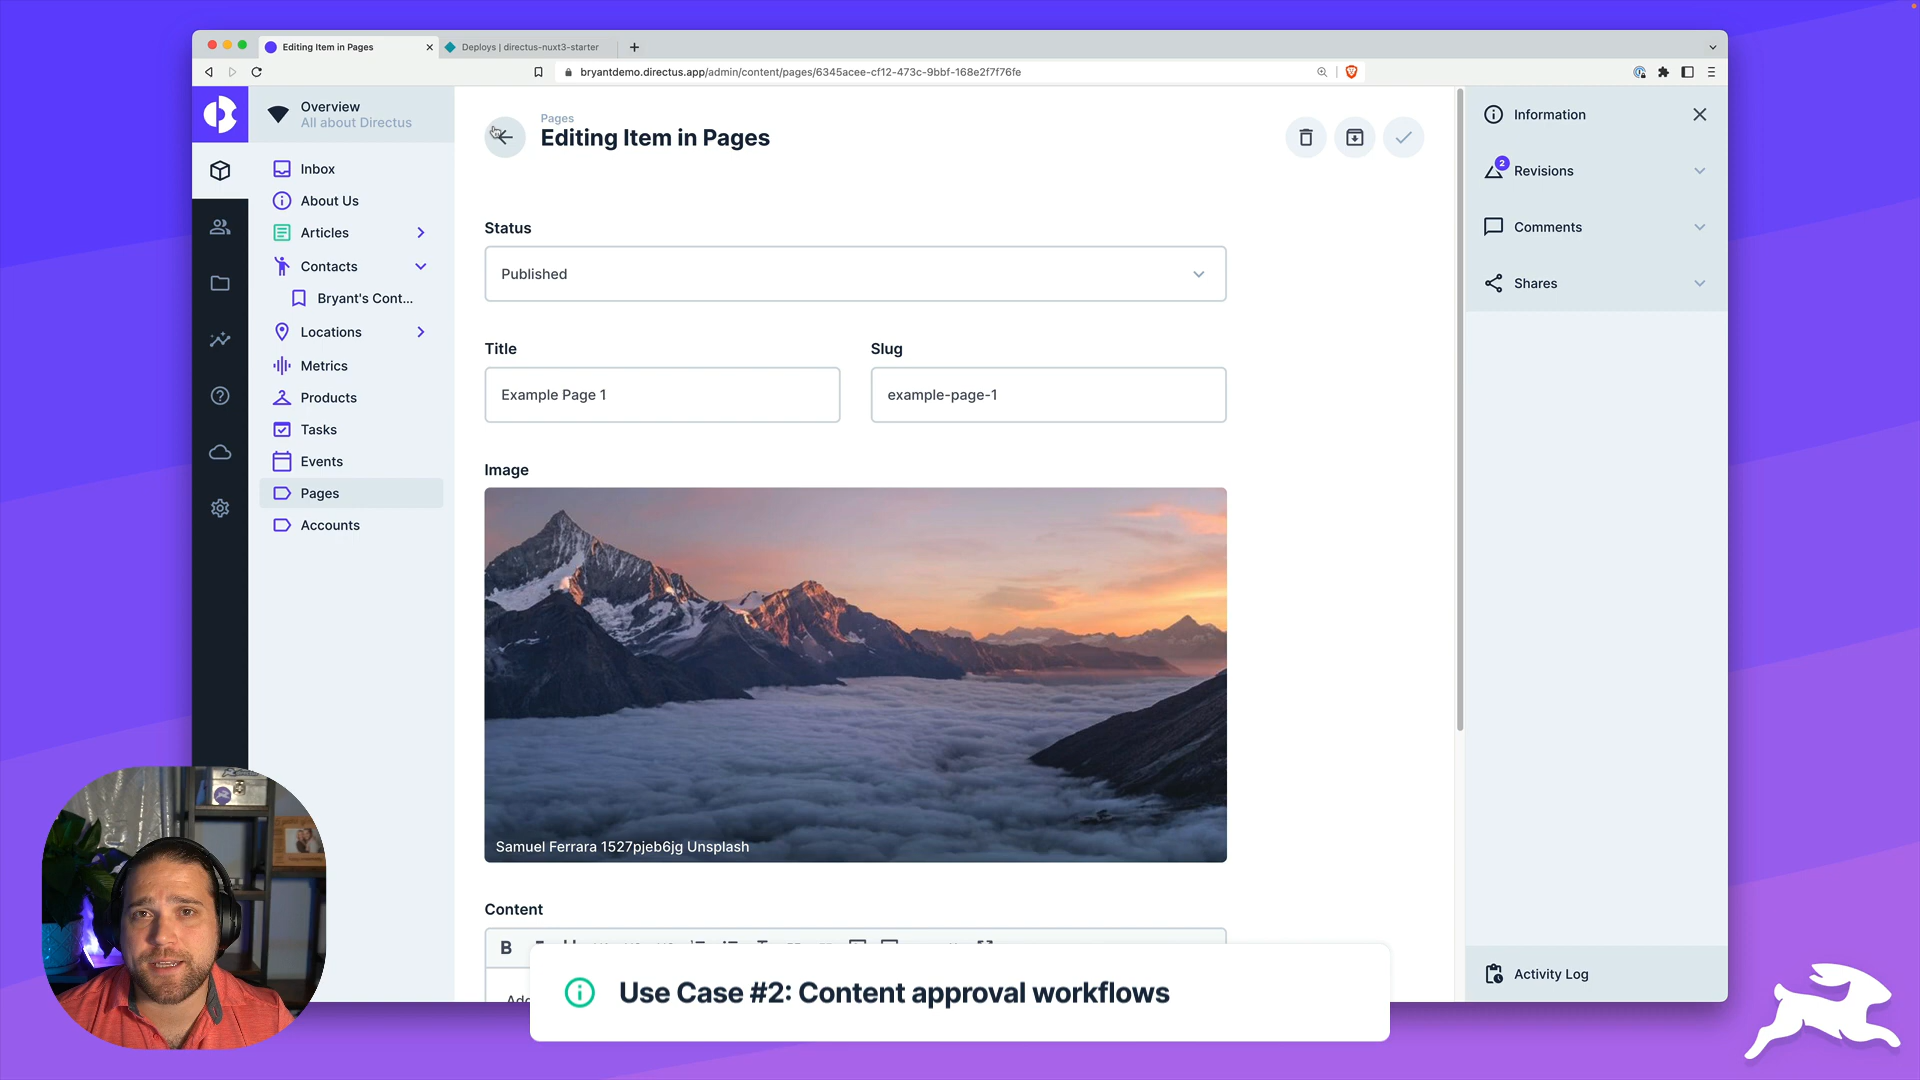 Editing Item in Pages
Deploys | directus-nuxt3-starter
bryantdemo.directus.app/admin/content/pages/6345acee-cf12-473c-9bbf-168e2f7f76fe
Overview
All about Directus
Inbox
About Us
Articles
Contacts
Bryant's Cont...
Locations
Metrics
Products
Tasks
Events
Pages
Accounts
Pages
Editing Item in Pages
Status
Published
Title
Slug
Example Page 1
example-page-1
Image
Samuel Ferrara 1527pjeb6jg Unsplash
Content
B
Information
2
Revisions
Comments
Shares
Activity Log
Use Case #2: Content approval workflows